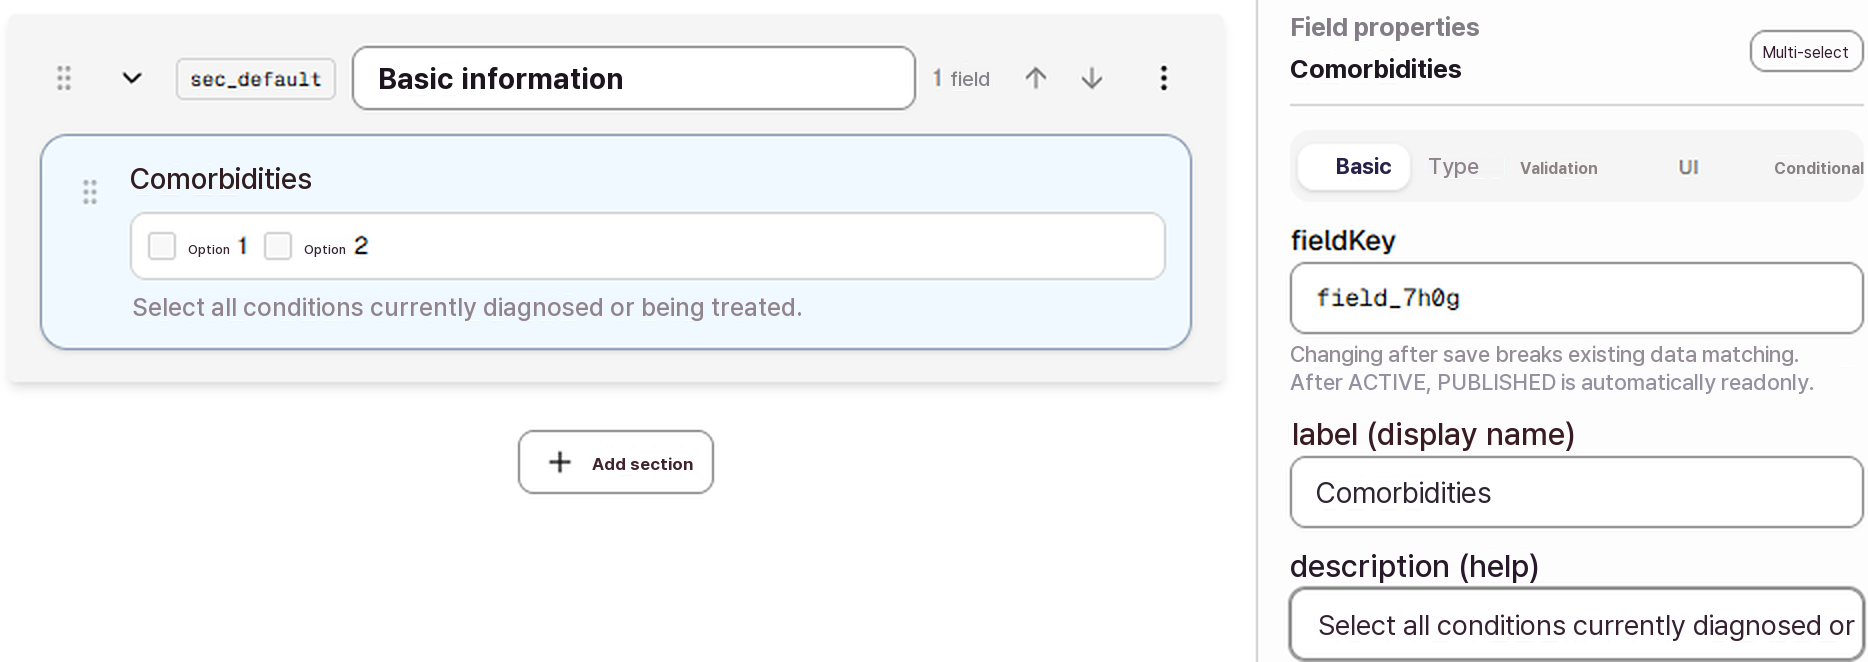 sec_default Basic information 1 field
Comorbidities
Option 1 Option 2
Select all conditions currently diagnosed or being treated.
Add section
Field properties
Comorbidities
Multi-select
Basic Type Validation UI Conditional
fieldKey
field_7h0g
Changing after save breaks existing data matching.
After ACTIVE, PUBLISHED is automatically readonly.
label (display name)
Comorbidities
description (help)
Select all conditions currently diagnosed or